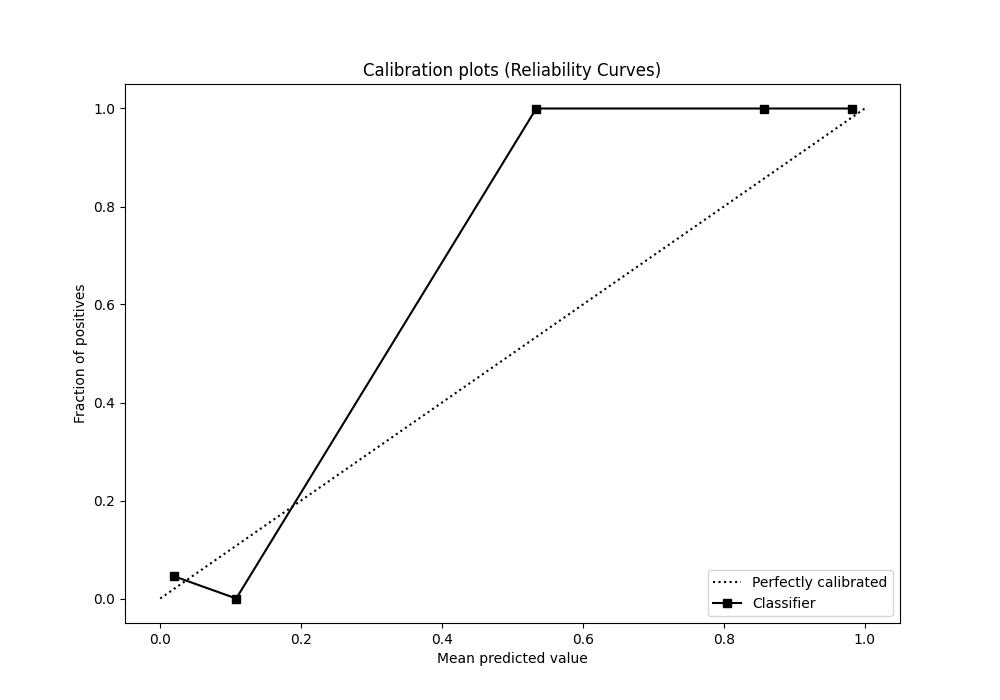 Calibration plots (Reliability Curves)
1.0
0.8
0.6
0.4
0.2
0.0
Fraction of positives
0.0 0.2 0.4 0.6 0.8 1.0
Mean predicted value
Perfectly calibrated
Classifier